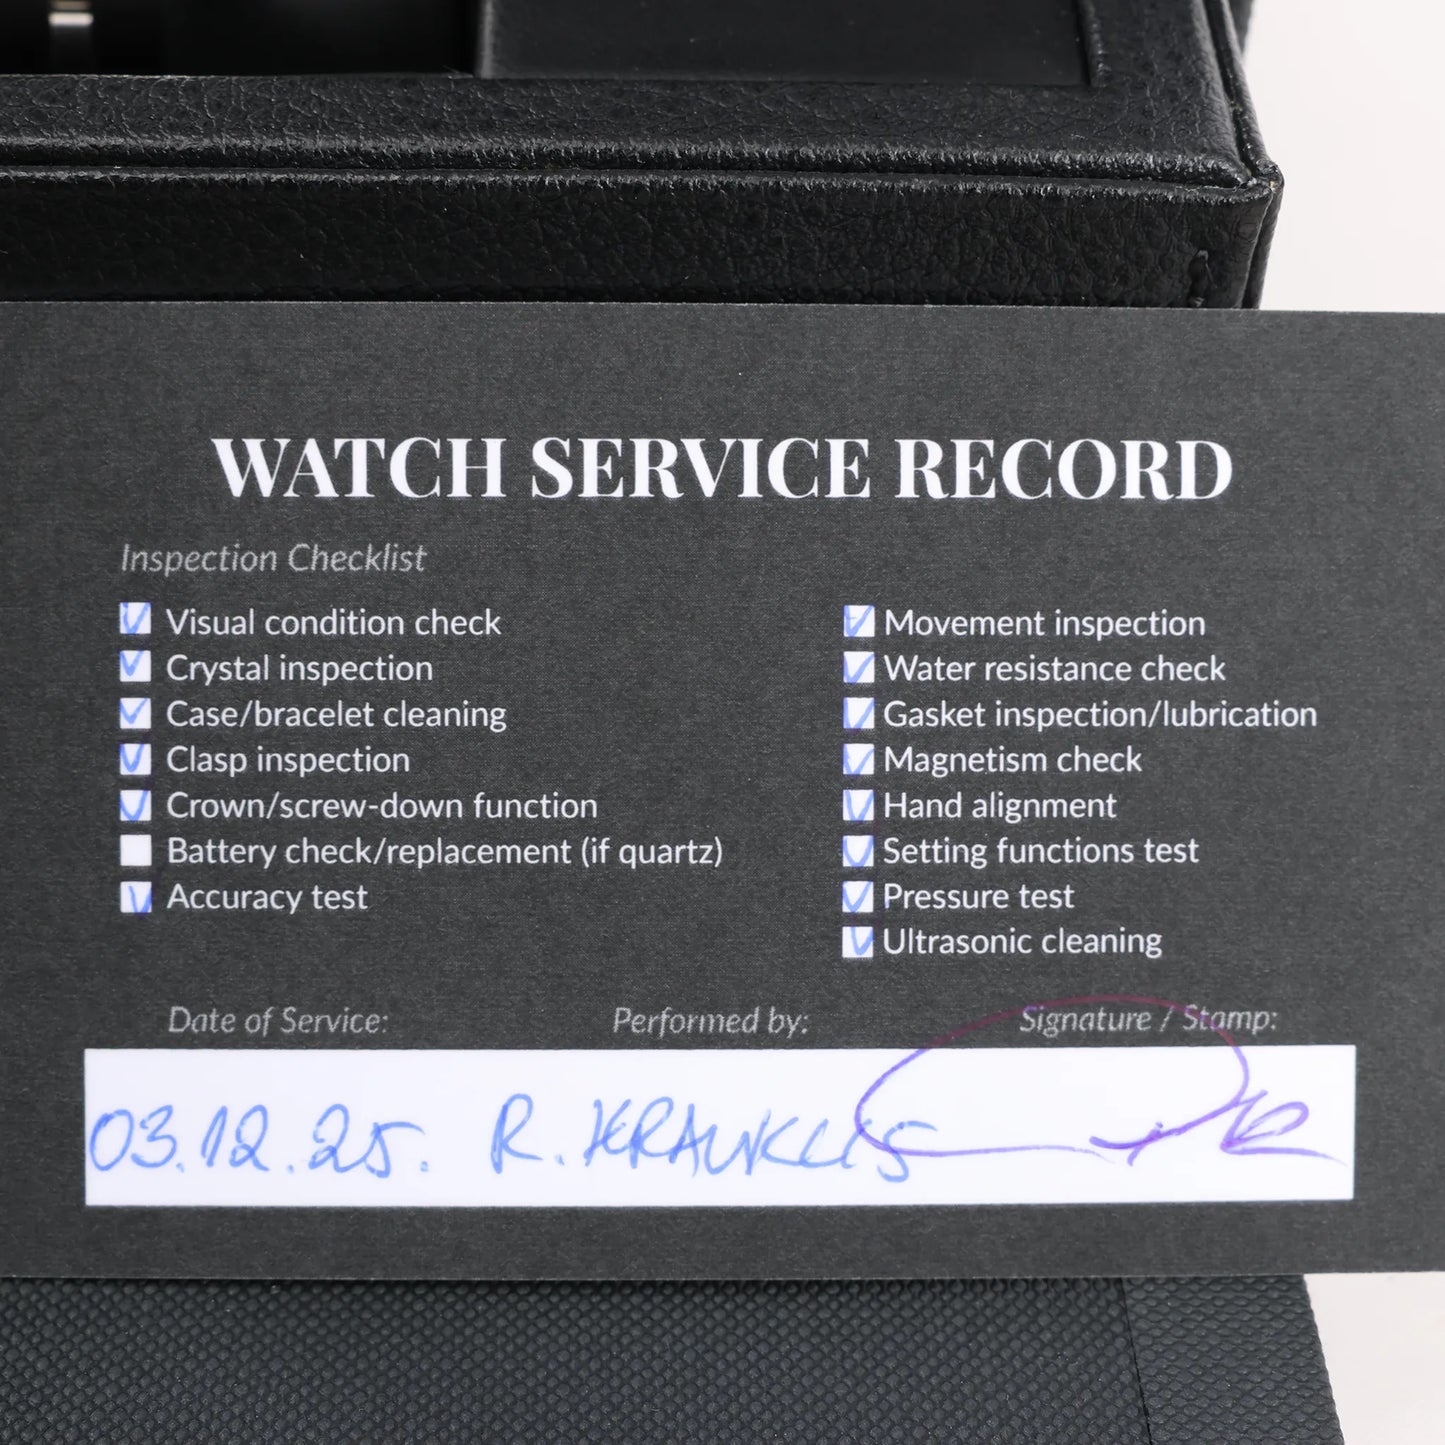 WATCH SERVICE RECORD
Inspection Checklist
Visual condition check
Crystal inspection
Case/bracelet cleaning
Clasp inspection
Crown/screw-down function
Battery check/replacement (if quartz)
Accuracy test
Movement inspection
Water resistance check
Gasket inspection/lubrication
Magnetism check
Hand alignment
Setting functions test
Pressure test
Ultrasonic cleaning
Date of Service: Performed by: Signature / Stamp:
03.12.25. R. KRAUKLIS